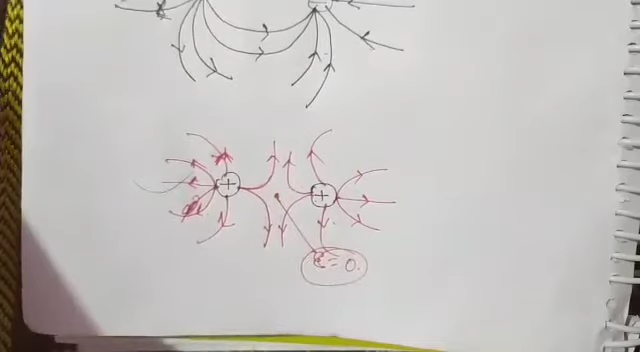 + +
E = 0.